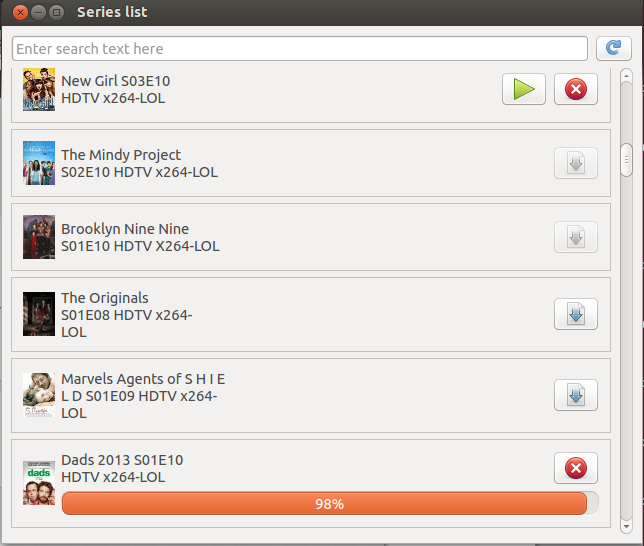 Series list
Enter search text here
New Girl S03E10
HDTV x264-LOL
The Mindy Project
S02E10 HDTV x264-LOL
Brooklyn Nine Nine
S01E10 HDTV X264-LOL
The Originals
S01E08 HDTV x264-
LOL
Marvels Agents of S H I E
L D S01E09 HDTV x264-
LOL
Dads 2013 S01E10
HDTV x264-LOL
dads
98%